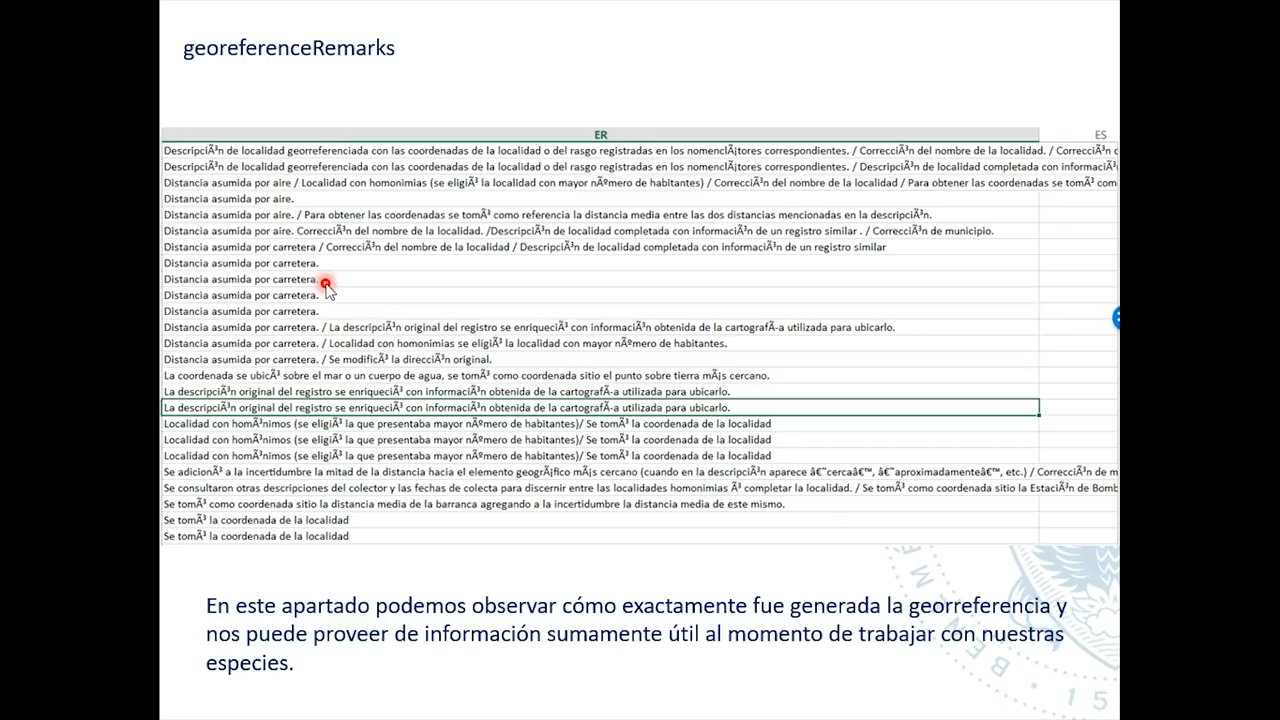 georeferenceRemarks
ER ES
DescripciÃ³n de localidad georreferenciada con las coordenadas de la localidad o del rasgo registradas en los nomenclÃ¡tores correspondientes. / CorrecciÃ³n del nombre de la localidad. / CorrecciÃ³n c
DescripciÃ³n de localidad georreferenciada con las coordenadas de la localidad o del rasgo registradas en los nomenclÃ¡tores correspondientes. / DescripciÃ³n de localidad completada con informaciÃ³
Distancia asumida por aire / Localidad con homonimias (se eligiÃ³ la localidad con mayor nÃºmero de habitantes) / CorrecciÃ³n del nombre de la localidad / Para obtener las coordenadas se tomÃ³ com
Distancia asumida por aire.
Distancia asumida por aire. / Para obtener las coordenadas se tomÃ³ como referencia la distancia media entre las dos distancias mencionadas en la descripciÃ³n.
Distancia asumida por aire. CorrecciÃ³n del nombre de la localidad. /DescripciÃ³n de localidad completada con informaciÃ³n de un registro similar . / CorrecciÃ³n de municipio.
Distancia asumida por carretera / CorrecciÃ³n del nombre de la localidad / DescripciÃ³n de localidad completada con informaciÃ³n de un registro similar
Distancia asumida por carretera.
Distancia asumida por carretera.
Distancia asumida por carretera.
Distancia asumida por carretera.
Distancia asumida por carretera. / La descripciÃ³n original del registro se enriqueciÃ³ con informaciÃ³n obtenida de la cartografÃ-a utilizada para ubicarlo.
Distancia asumida por carretera. / Localidad con homonimias se eligiÃ³ la localidad con mayor nÃºmero de habitantes.
Distancia asumida por carretera. / Se modificÃ³ la direcciÃ³n original.
La coordenada se ubicÃ³ sobre el mar o un cuerpo de agua, se tomÃ³ como coordenada sitio el punto sobre tierra mÃ¡s cercano.
La descripciÃ³n original del registro se enriqueciÃ³ con informaciÃ³n obtenida de la cartografÃ-a utilizada para ubicarlo.
La descripciÃ³n original del registro se enriqueciÃ³ con informaciÃ³n obtenida de la cartografÃ-a utilizada para ubicarlo.
Localidad con homÃ³nimos (se eligiÃ³ la que presentaba mayor nÃºmero de habitantes)/ Se tomÃ³ la coordenada de la localidad
Localidad con homÃ³nimos (se eligiÃ³ la que presentaba mayor nÃºmero de habitantes)/ Se tomÃ³ la coordenada de la localidad
Localidad con homÃ³nimos (se eligiÃ³ la que presentaba mayor nÃºmero de habitantes)/ Se tomÃ³ la coordenada de la localidad
Se adicionÃ³ a la incertidumbre la mitad de la distancia hacia el elemento geogrÃ¡fico mÃ¡s cercano (cuando en la descripciÃ³n aparece â€˜cercaâ€™, â€˜aproximadamenteâ€™, etc.) / CorrecciÃ³n de m
Se consultaron otras descripciones del colector y las fechas de colecta para discernir entre las localidades homonimias Ã³ completar la localidad. / Se tomÃ³ como coordenada sitio la EstaciÃ³n de Bomb
Se tomÃ³ como coordenada sitio la distancia media de la barranca agregando a la incertidumbre la distancia media de este mismo.
Se tomÃ³ la coordenada de la localidad
Se tomÃ³ la coordenada de la localidad
En este apartado podemos observar cómo exactamente fue generada la georreferencia y
nos puede proveer de información sumamente útil al momento de trabajar con nuestras
especies.